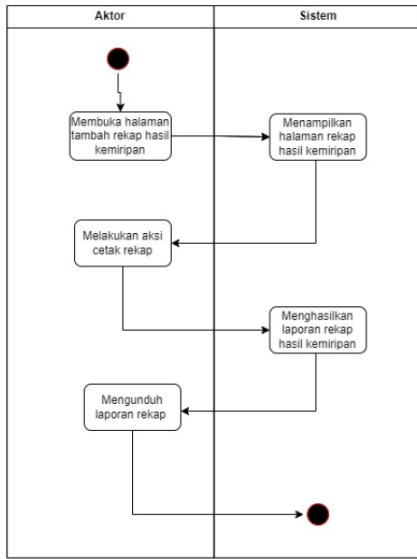 Aktor
Sistem
Membuka halaman
tambah rekap hasil
kemiripan
Menampilkan
halaman rekap
hasil kemiripan
Melakukan aksi
cetak rekap
Menghasilkan
laporan rekap
hasil kemiripan
Mengunduh
laporan rekap